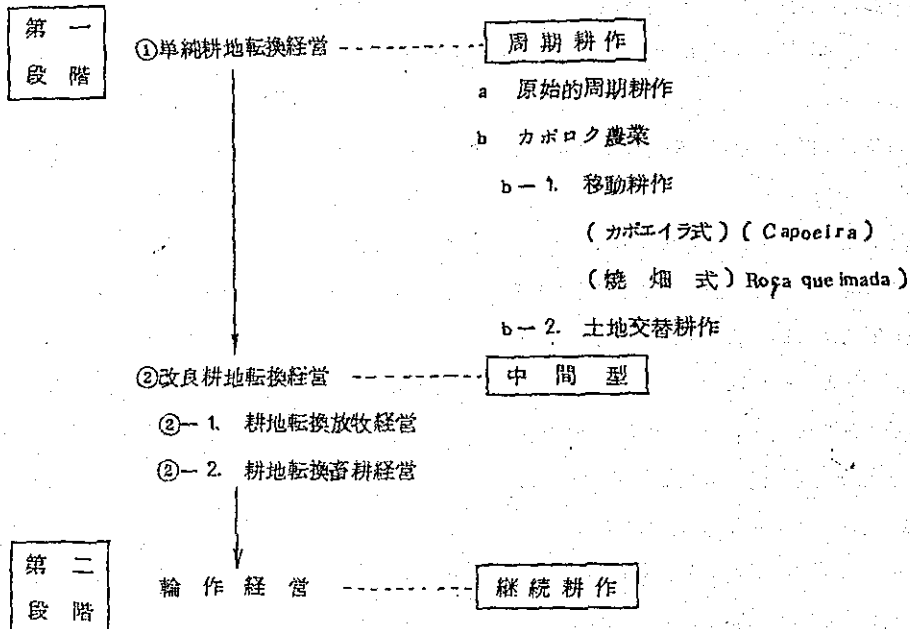 第一
段階
①単純耕地転換経営
周期耕作
a 原始的周期耕作
b カボロク農業
b－1. 移動耕作
(カボエイラ式)(Capoeira)
(焼畑式)Roça queimada)
b－2. 土地交替耕作
②改良耕地転換経営
中間型
②－1. 耕地転換放牧経営
②－2. 耕地転換畜耕経営
第二
段階
輪作経営
継続耕作